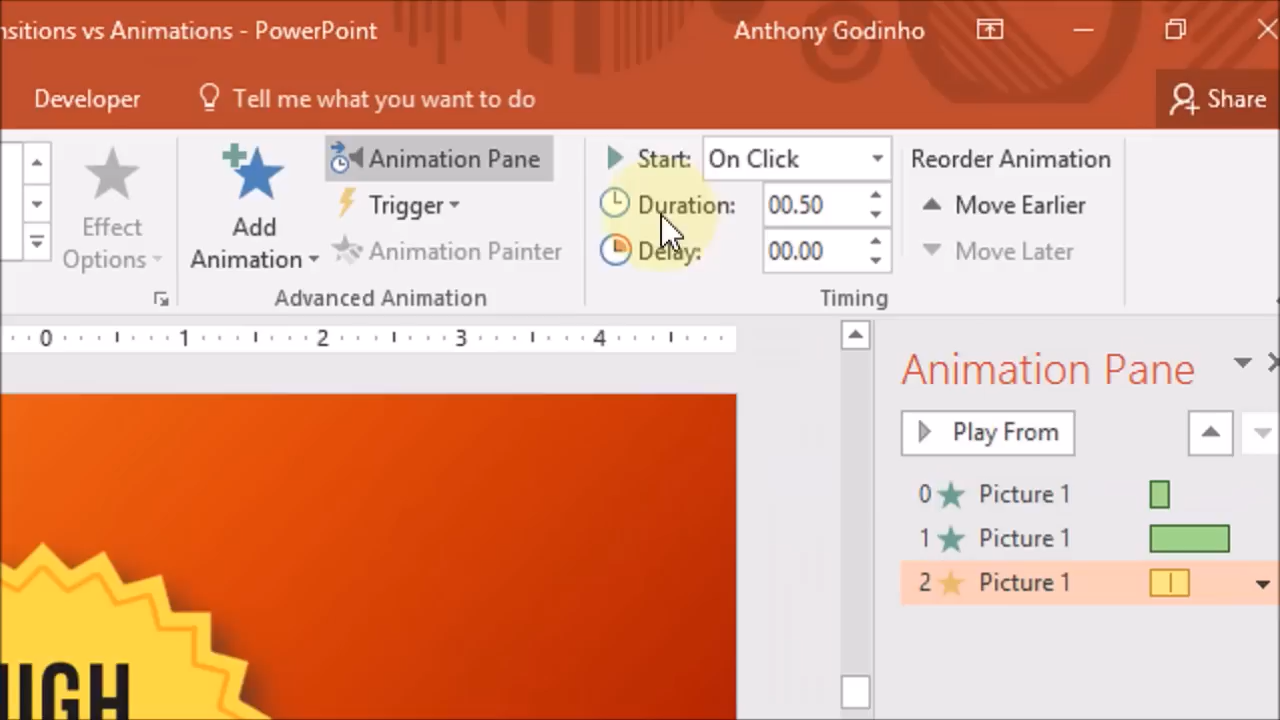 nsitions vs Animations - PowerPoint
Anthony Godinho
Developer
Tell me what you want to do
Share
Effect
Options
Add
Animation
Animation Pane
Trigger
Animation Painter
Advanced Animation
Start:
On Click
Duration:
00.50
Delay:
00.00
Timing
Reorder Animation
Move Earlier
Move Later
0
1
2
3
4
Animation Pane
Play From
0 Picture 1
1 Picture 1
2 Picture 1
UGH